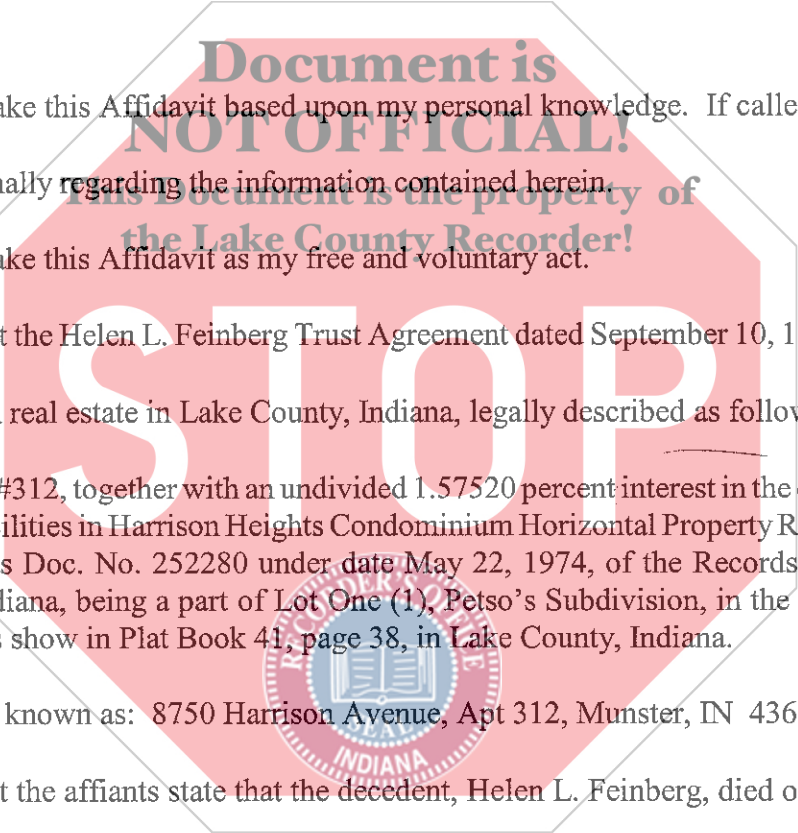 Document is
ake this Affidavit based upon my personal knowledge. If calle
NOT OFFICIAL!
nally regarding the information contained herein.
This Document is the property of
the Lake County Recorder!
ake this Affidavit as my free and voluntary act.
t the Helen L. Feinberg Trust Agreement dated September 10, 1
STOP
real estate in Lake County, Indiana, legally described as follov
#312, together with an undivided 1.57520 percent interest in the
ilities in Harrison Heights Condominium Horizontal Property R
s Doc. No. 252280 under date May 22, 1974, of the Records
diana, being a part of Lot One (1), Petso's Subdivision, in the
s show in Plat Book 41, page 38, in Lake County, Indiana.
RECORDER'S OFFICE
SEAL
INDIANA
known as: 8750 Harrison Avenue, Apt 312, Munster, IN 436
t the affiants state that the decedent, Helen L. Feinberg, died o